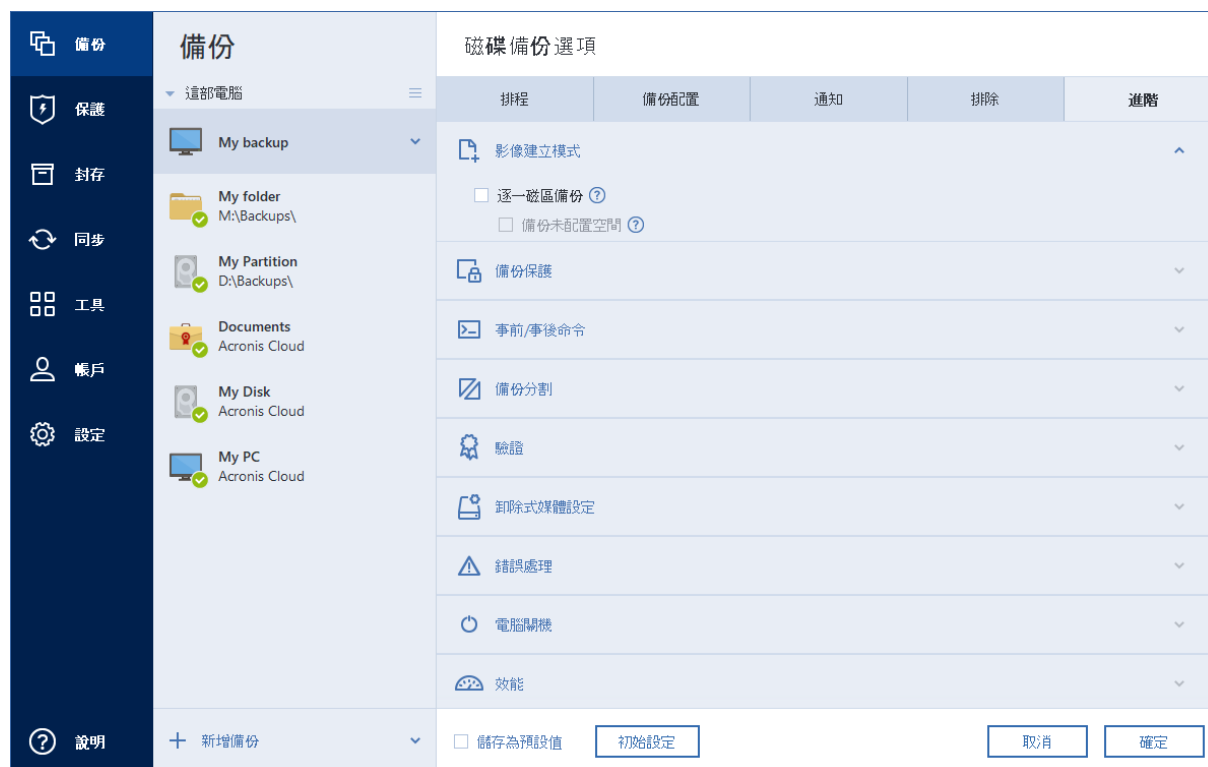 備份
保護
封存
同步
工具
帳戶
設定
說明
備份
這部電腦
My backup
My folder
M:\Backups\
My Partition
D:\Backups\
Documents
Acronis Cloud
My Disk
Acronis Cloud
My PC
Acronis Cloud
新增備份
磁碟備份選項
排程 備份配置 通知 排除 進階
影像建立模式
逐一磁區備份 ?
備份未配置空間 ?
備份保護
事前/事後命令
備份分割
驗證
卸除式媒體設定
錯誤處理
電腦關機
效能
儲存為預設值 初始設定 取消 確定